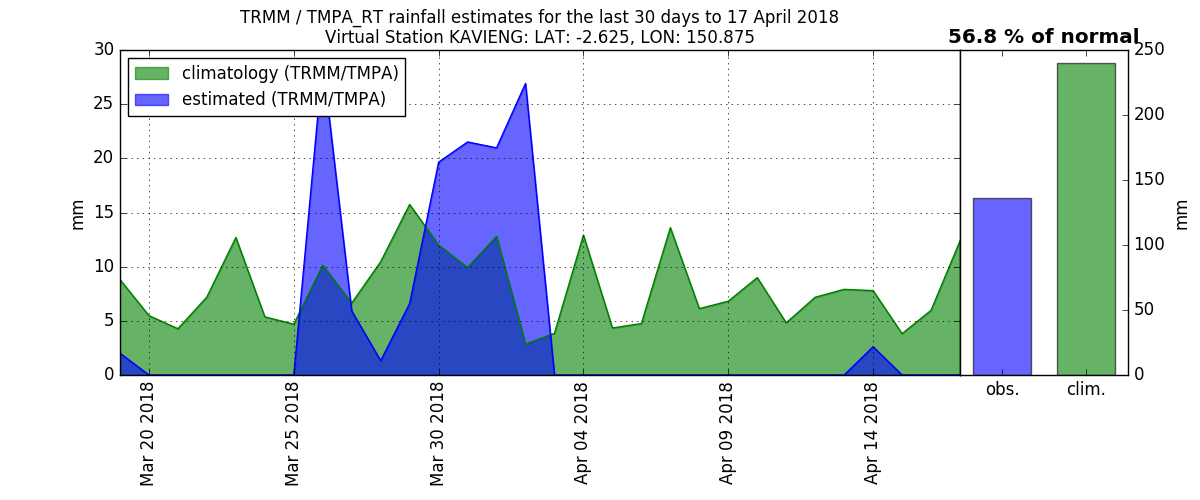 TRMM / TMPA_RT rainfall estimates for the last 30 days to 17 April 2018
Virtual Station KAVIENG: LAT: -2.625, LON: 150.875
56.8 % of normal
climatology (TRMM/TMPA)
estimated (TRMM/TMPA)
30
25
20
15
10
5
0
mm
Mar 20 2018
Mar 25 2018
Mar 30 2018
Apr 04 2018
Apr 09 2018
Apr 14 2018
obs.
clim.
250
200
150
100
50
0
mm